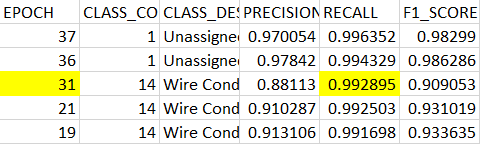 EPOCH CLASS_CO CLASS_DES PRECISION RECALL F1_SCORE
37 1 Unassigned 0.970054 0.996352 0.98299
36 1 Unassigned 0.97842 0.994329 0.986286
31 14 Wire Cond 0.88113 0.992895 0.909053
21 14 Wire Cond 0.910287 0.992503 0.931019
19 14 Wire Cond 0.913106 0.991698 0.933635